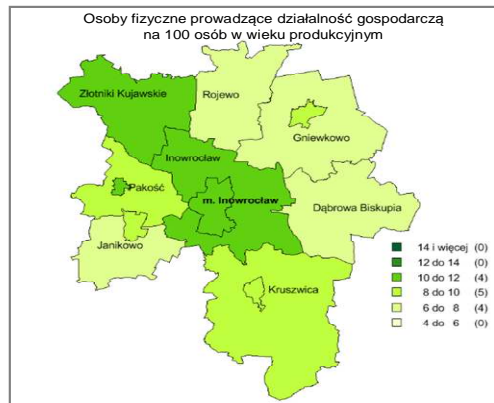 Osoby fizyczne prowadzące działalność gospodarczą
na 100 osób w wieku produkcyjnym
Złotniki Kujawskie
Rojewo
Gniewkowo
Inowrocław
Pakość
m. Inowrocław
Dąbrowa Biskupia
Janikowo
Kruszwica
14 i więcej (0)
12 do 14 (0)
10 do 12 (4)
8 do 10 (5)
6 do 8 (4)
4 do 6 (0)